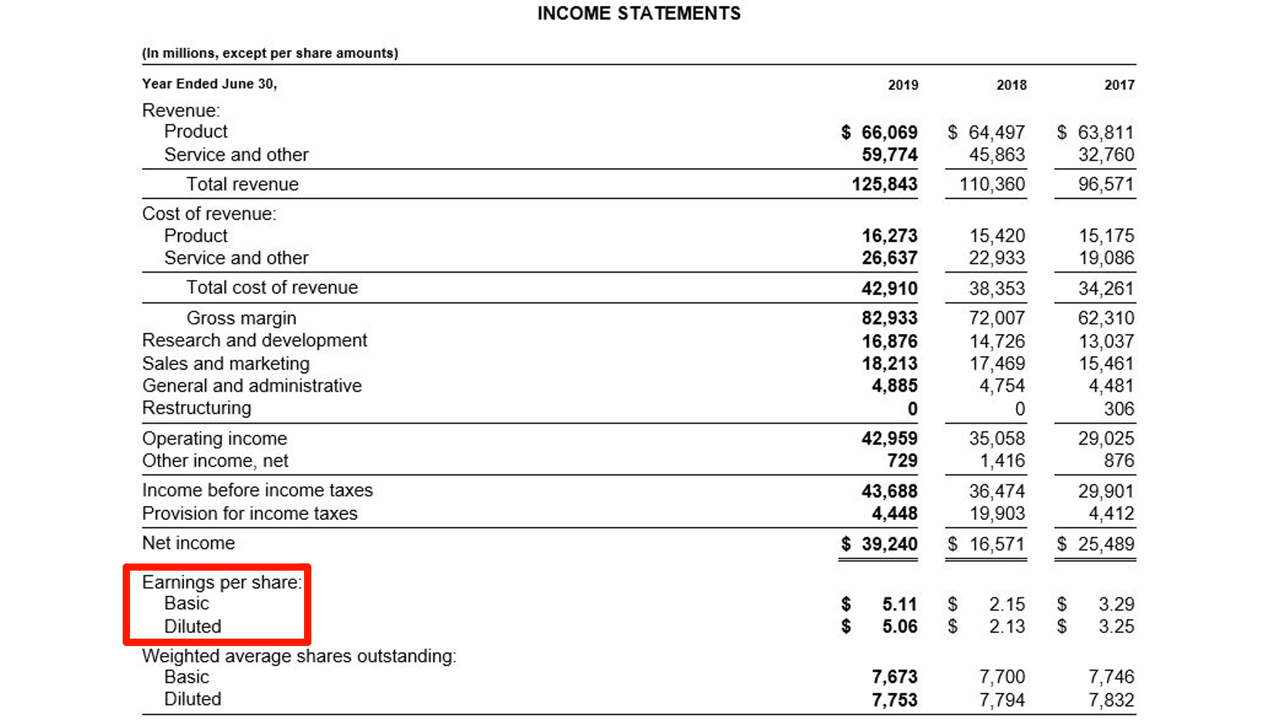 INCOME STATEMENTS
(In millions, except per share amounts)
Year Ended June 30, 2019 2018 2017
Revenue:
Product $ 66,069 $ 64,497 $ 63,811
Service and other 59,774 45,863 32,760
Total revenue 125,843 110,360 96,571
Cost of revenue:
Product 16,273 15,420 15,175
Service and other 26,637 22,933 19,086
Total cost of revenue 42,910 38,353 34,261
Gross margin 82,933 72,007 62,310
Research and development 16,876 14,726 13,037
Sales and marketing 18,213 17,469 15,461
General and administrative 4,885 4,754 4,481
Restructuring 0 0 306
Operating income 42,959 35,058 29,025
Other income, net 729 1,416 876
Income before income taxes 43,688 36,474 29,901
Provision for income taxes 4,448 19,903 4,412
Net income $ 39,240 $ 16,571 $ 25,489
Earnings per share:
Basic $ 5.11 $ 2.15 $ 3.29
Diluted $ 5.06 $ 2.13 $ 3.25
Weighted average shares outstanding:
Basic 7,673 7,700 7,746
Diluted 7,753 7,794 7,832